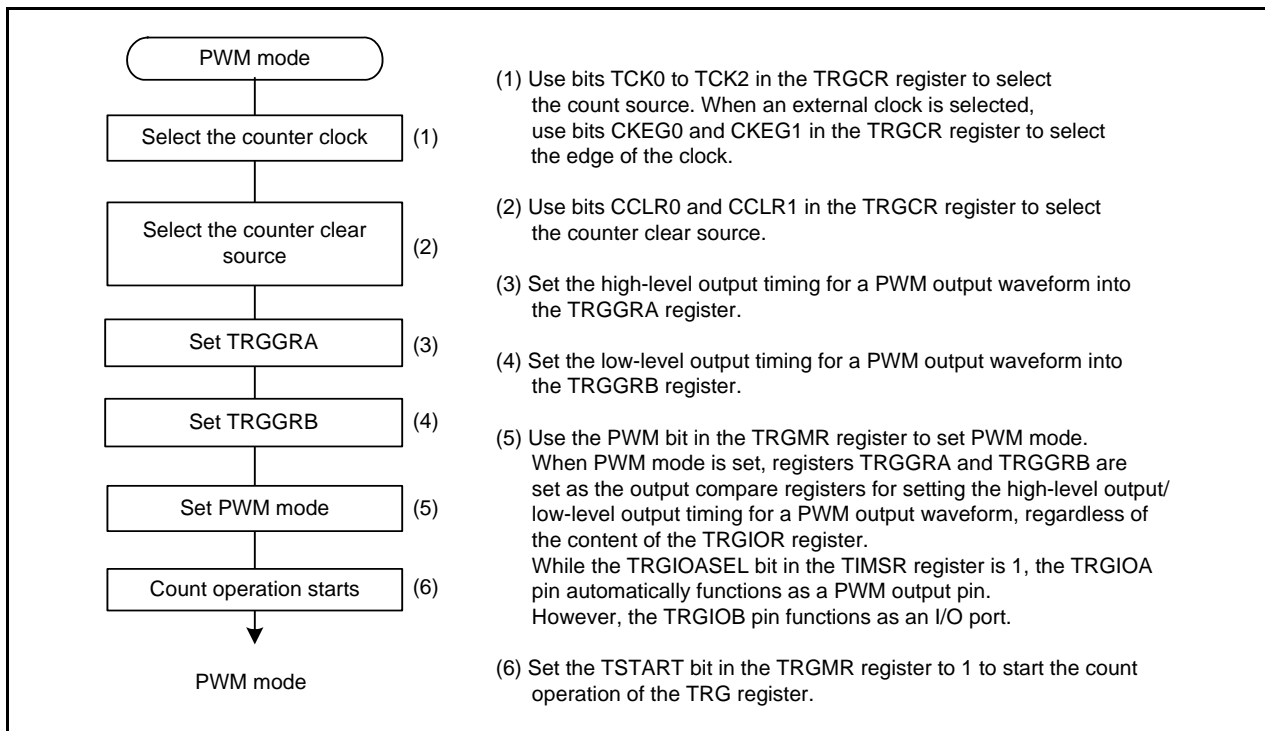 PWM mode
Select the counter clock
(1)
Select the counter clear
source
(2)
Set TRGGRA
(3)
Set TRGGRB
(4)
Set PWM mode
(5)
Count operation starts
(6)
PWM mode
(1) Use bits TCK0 to TCK2 in the TRGCR register to select
the count source. When an external clock is selected,
use bits CKEG0 and CKEG1 in the TRGCR register to select
the edge of the clock.
(2) Use bits CCLR0 and CCLR1 in the TRGCR register to select
the counter clear source.
(3) Set the high-level output timing for a PWM output waveform into
the TRGGRA register.
(4) Set the low-level output timing for a PWM output waveform into
the TRGGRB register.
(5) Use the PWM bit in the TRGMR register to set PWM mode.
When PWM mode is set, registers TRGGRA and TRGGRB are
set as the output compare registers for setting the high-level output/
low-level output timing for a PWM output waveform, regardless of
the content of the TRGIOR register.
While the TRGIOASEL bit in the TIMSR register is 1, the TRGIOA
pin automatically functions as a PWM output pin.
However, the TRGIOB pin functions as an I/O port.
(6) Set the TSTART bit in the TRGMR register to 1 to start the count
operation of the TRG register.